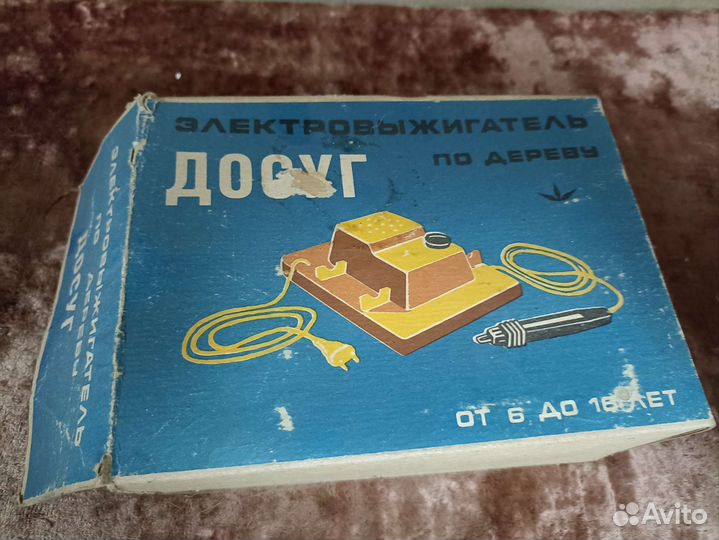 ЭЛЕКТРОВЫЖИГАТЕЛЬ
ПО ДЕРЕВУ
ДОСУГ
ОТ 6 ДО 16 ЛЕТ
ЭЛЕКТРОВЫЖИГАТЕЛЬ
ПО ДЕРЕВУ
ДОСУГ
Avito